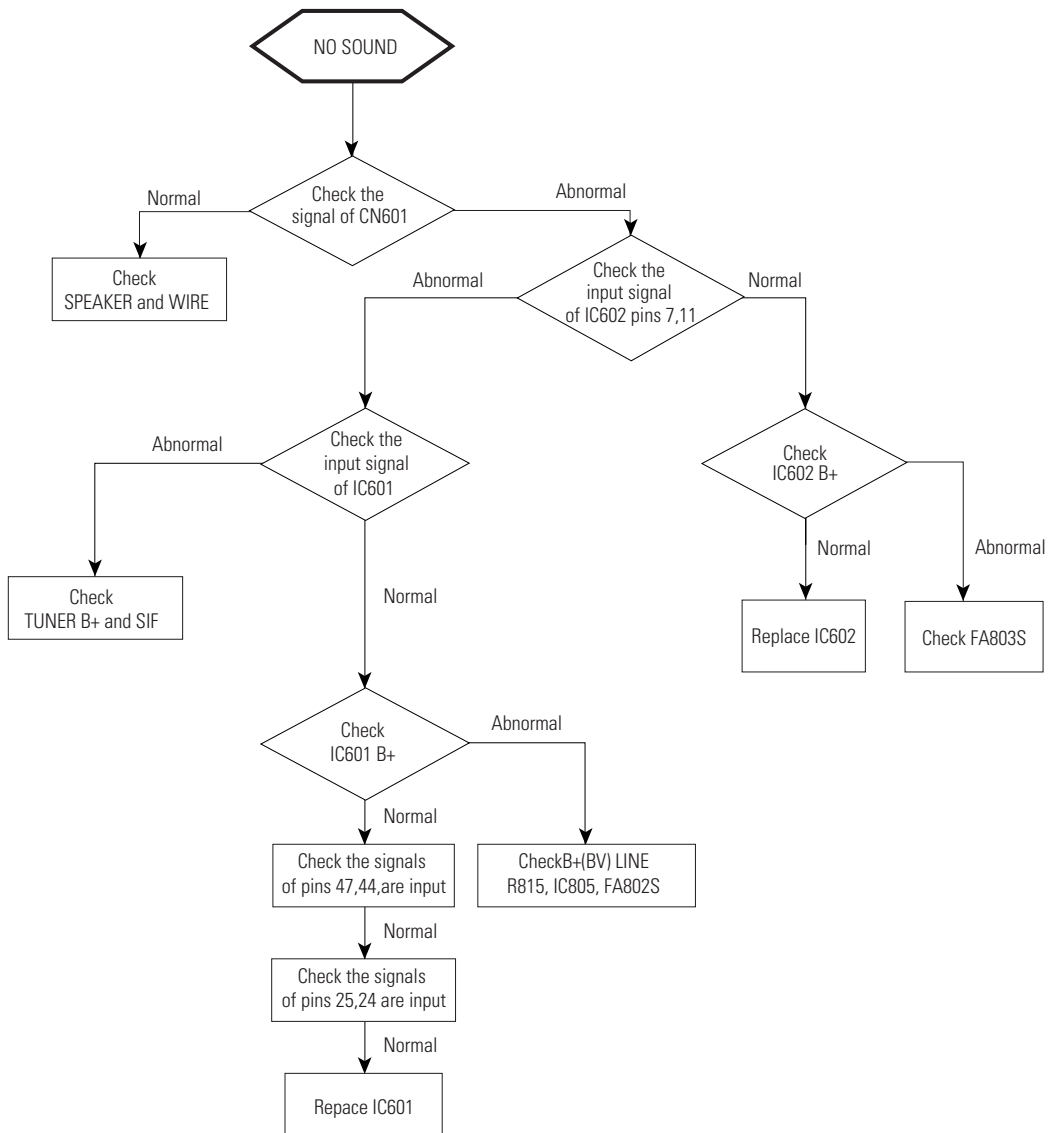 NO SOUND
Check the
signal of CN601
Normal
Abnormal
Check
SPEAKER and WIRE
Check the
input signal
of IC602 pins 7,11
Abnormal
Normal
Check the
input signal
of IC601
Abnormal
Check
IC602 B+
Normal
Abnormal
Check
TUNER B+ and SIF
Normal
Replace IC602
Check FA803S
Check
IC601 B+
Abnormal
Normal
Check the signals
of pins 47,44,are input
CheckB+(BV) LINE
R815, IC805, FA802S
Normal
Check the signals
of pins 25,24 are input
Normal
Repace IC601